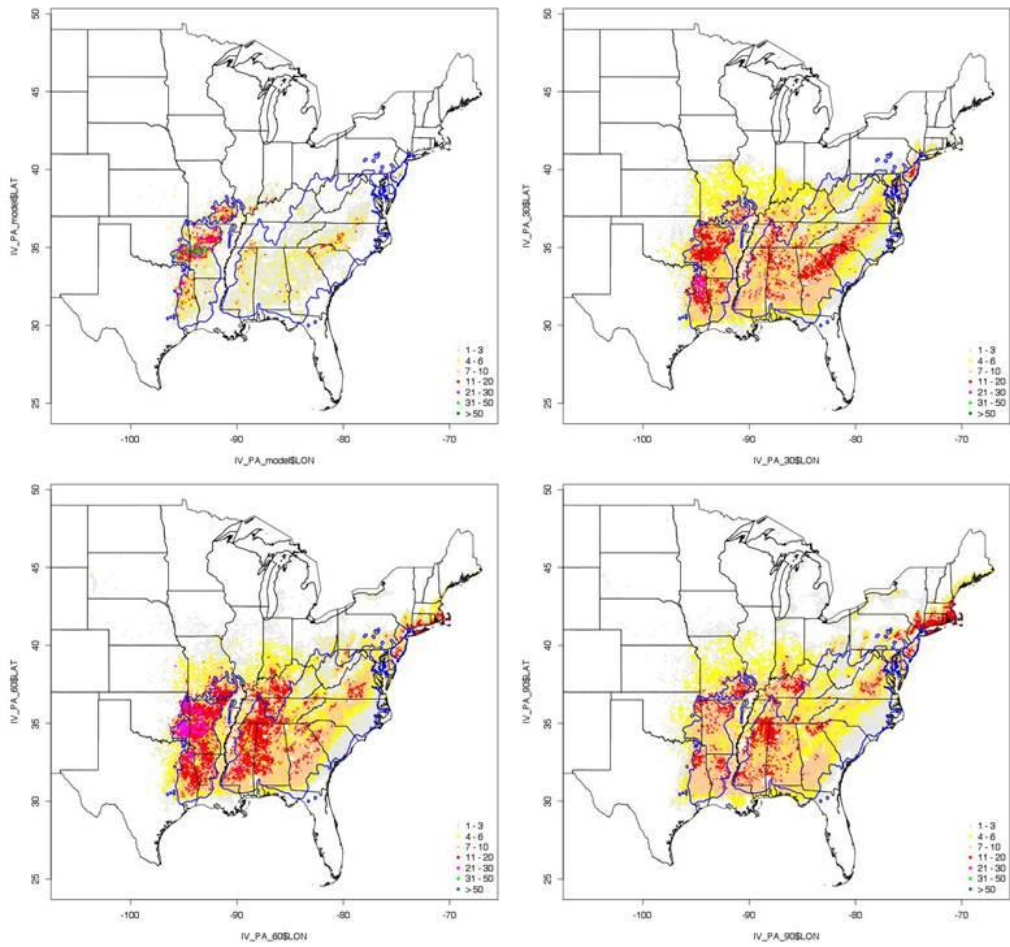 50
45
40
35
30
25
IV_PA_model$LAT
1 - 3
4 - 6
7 - 10
11 - 20
21 - 30
31 - 50
> 50
-100
-90
-80
-70
IV_PA_model$LON
50
45
40
35
30
25
IV_PA_30$LAT
1 - 3
4 - 6
7 - 10
11 - 20
21 - 30
31 - 50
> 50
-100
-90
-80
-70
IV_PA_30$LON
50
45
40
35
30
25
IV_PA_60$LAT
1 - 3
4 - 6
7 - 10
11 - 20
21 - 30
31 - 50
> 50
-100
-90
-80
-70
IV_PA_60$LON
50
45
40
35
30
25
IV_PA_90$LAT
1 - 3
4 - 6
7 - 10
11 - 20
21 - 30
31 - 50
> 50
-100
-90
-80
-70
IV_PA_90$LON